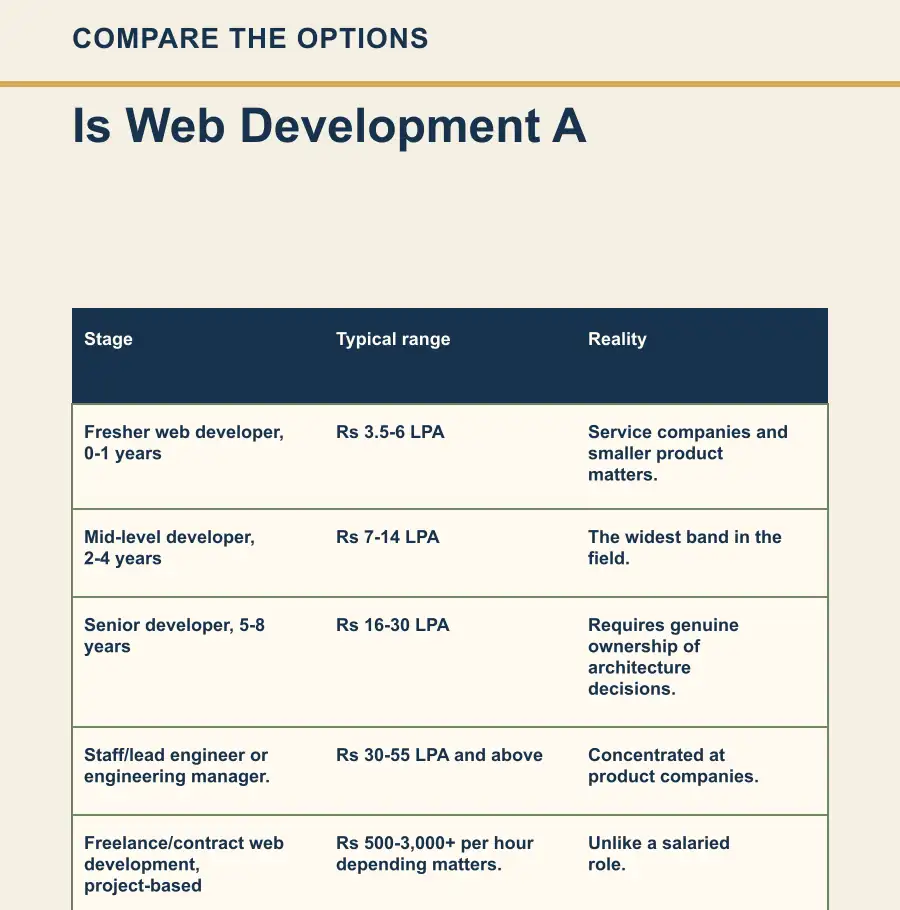 COMPARE THE OPTIONS
Is Web Development A
Stage
Typical range
Reality
Fresher web developer,
0-1 years
Rs 3.5-6 LPA
Service companies and
smaller product
matters.
Mid-level developer,
2-4 years
Rs 7-14 LPA
The widest band in the
field.
Senior developer, 5-8
years
Rs 16-30 LPA
Requires genuine
ownership of
architecture
decisions.
Staff/lead engineer or
engineering manager.
Rs 30-55 LPA and above
Concentrated at
product companies.
Freelance/contract web
development,
project-based
Rs 500-3,000+ per hour
depending matters.
Unlike a salaried
role.